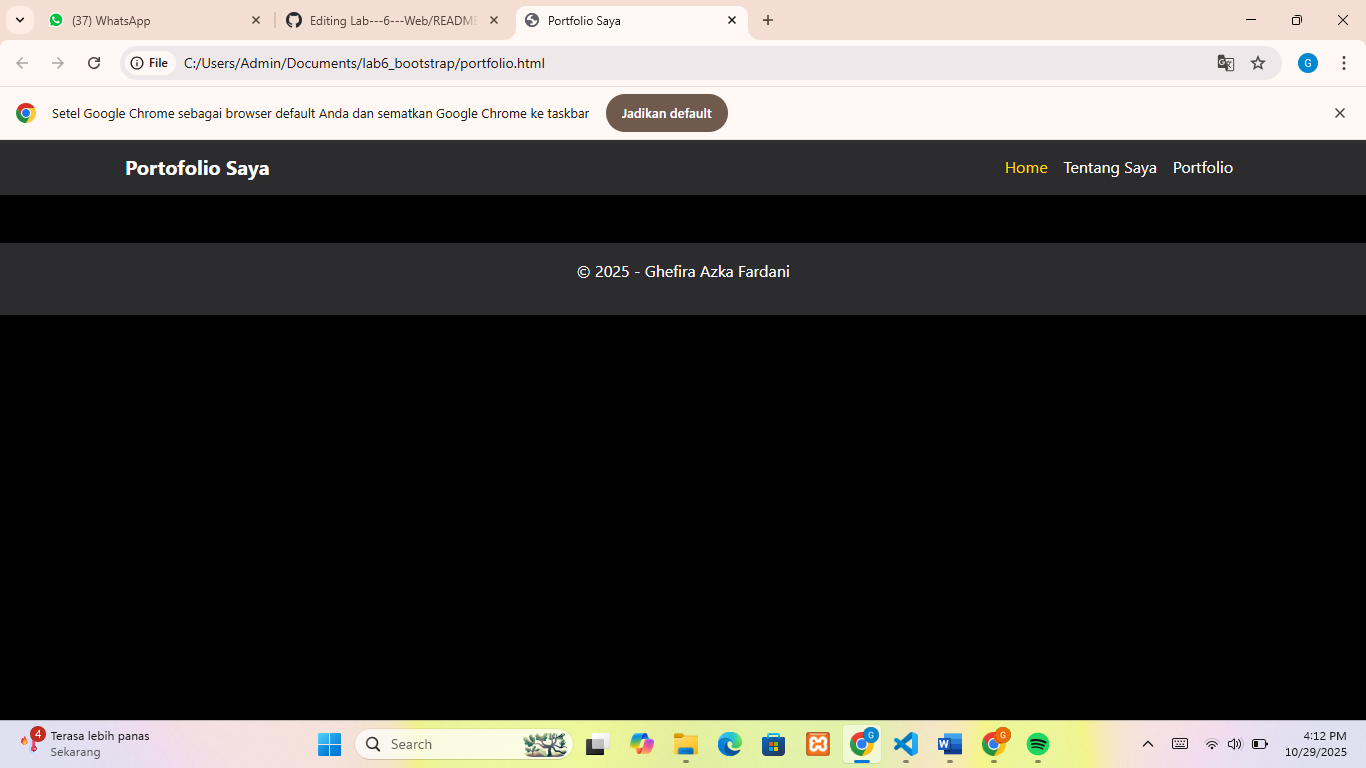 (37) WhatsApp
Editing Lab---6---Web/README
Portfolio Saya
File
C:/Users/Admin/Documents/lab6_bootstrap/portfolio.html
G
Setel Google Chrome sebagai browser default Anda dan sematkan Google Chrome ke taskbar
Jadikan default
Portofolio Saya
Home
Tentang Saya
Portfolio
© 2025 - Ghefira Azka Fardani
4
Terasa lebih panas
Sekarang
Search
G
W
G
4:12 PM
10/29/2025